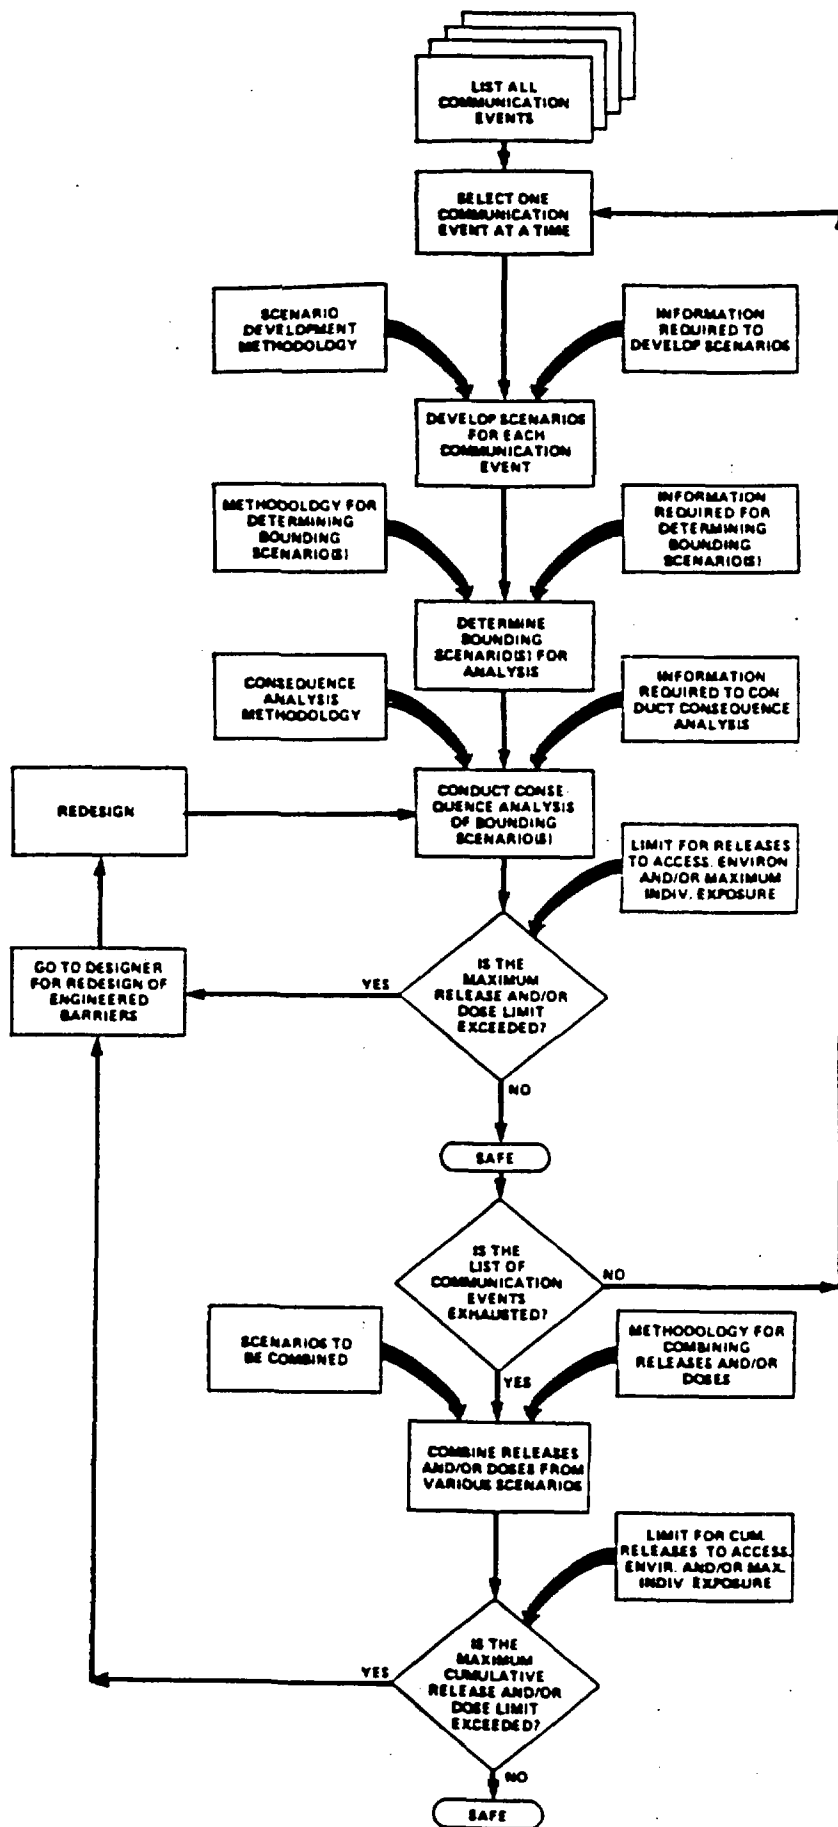 LIST ALL
COMMUNICATION
EVENTS
SELECT ONE
COMMUNICATION
EVENT AT A TIME
SCENARIO
DEVELOPMENT
METHODOLOGY
INFORMATION
REQUIRED TO
DEVELOP SCENARIOS
DEVELOP SCENARIOS
FOR EACH
COMMUNICATION
EVENT
METHODOLOGY FOR
DETERMINING
BOUNDING
SCENARIO(S)
INFORMATION
REQUIRED FOR
DETERMINING
BOUNDING
SCENARIO(S)
DETERMINE
BOUNDING
SCENARIO(S) FOR
ANALYSIS
CONSEQUENCE
ANALYSIS
METHODOLOGY
INFORMATION
REQUIRED TO CON
DUCT CONSEQUENCE
ANALYSIS
REDESIGN
CONDUCT CONSE
QUENCE ANALYSIS
OF BOUNDING
SCENARIO(S)
LIMIT FOR RELEASES
TO ACCESS. ENVIRON
AND/OR MAXIMUM
INDIV. EXPOSURE
GO TO DESIGNER
FOR REDESIGN OF
ENGINEERED
BARRIERS
YES
IS THE
MAXIMUM
RELEASE AND/OR
DOSE LIMIT
EXCEEDED?
NO
SAFE
IS THE
LIST OF
COMMUNICATION
EVENTS
EXHAUSTED?
NO
SCENARIOS TO
BE COMBINED
METHODOLOGY FOR
COMBINING
RELEASES AND/OR
DOSES
YES
COMBINE RELEASES
AND/OR DOSES FROM
VARIOUS SCENARIOS
LIMIT FOR CUM.
RELEASES TO ACCESS.
ENVIR. AND/OR MAX.
INDIV EXPOSURE
YES
IS THE
MAXIMUM
CUMULATIVE
RELEASE AND/OR
DOSE LIMIT
EXCEEDED?
NO
SAFE